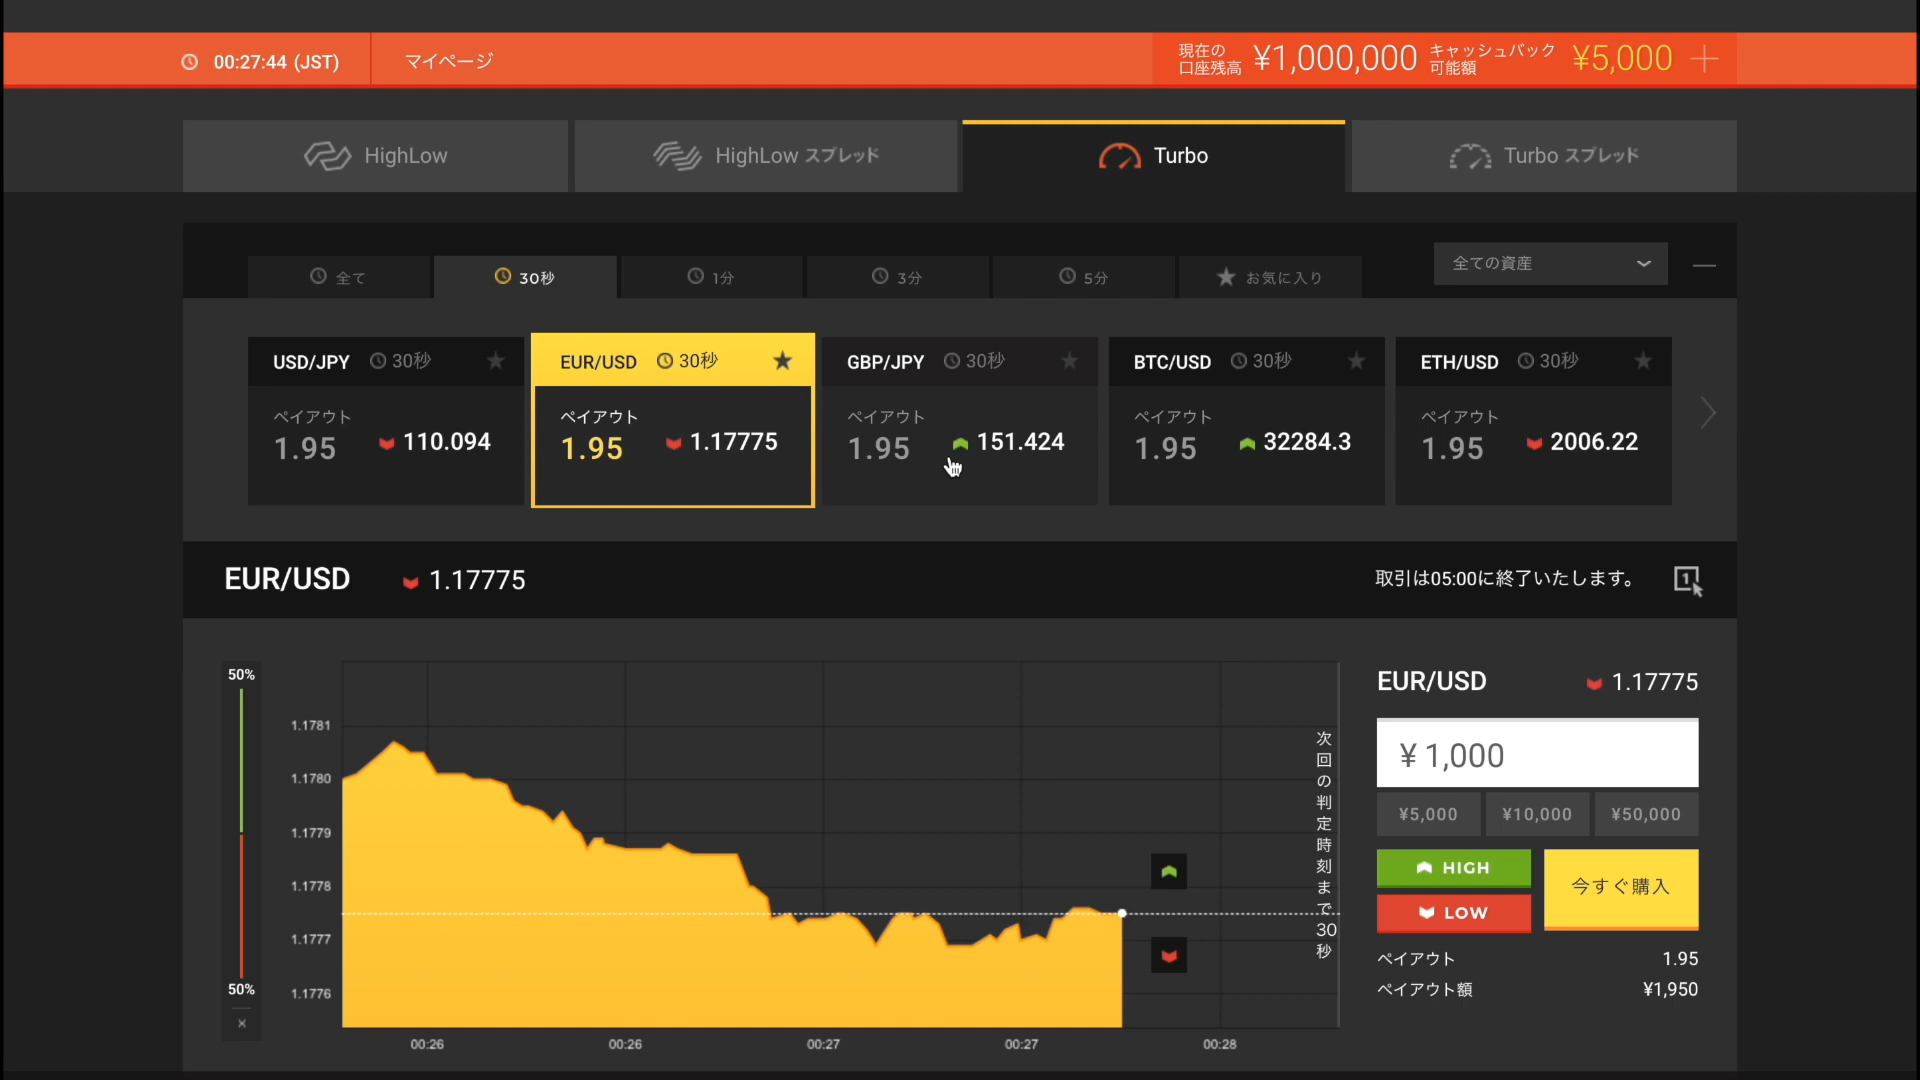 00:27:44 (JST)
マイページ
現在の
口座残高
¥1,000,000
キャッシュバック
可能額
¥5,000
HighLow
HighLow スプレッド
Turbo
Turbo スプレッド
全て
30秒
1分
3分
5分
お気に入り
全ての資産
USD/JPY 30秒
ペイアウト
1.95
110.094
EUR/USD 30秒
ペイアウト
1.95
1.17775
GBP/JPY 30秒
ペイアウト
1.95
151.424
BTC/USD 30秒
ペイアウト
1.95
32284.3
ETH/USD 30秒
ペイアウト
1.95
2006.22
EUR/USD
1.17775
取引は05:00に終了いたします。
1
50%
50%
×
1.1781
1.1780
1.1779
1.1778
1.1777
1.1776
00:26
00:26
00:27
00:27
00:28
次回の判定時刻まで30秒
EUR/USD
1.17775
¥ 1,000
¥5,000
¥10,000
¥50,000
HIGH
LOW
今すぐ購入
ペイアウト 1.95
ペイアウト額 ¥1,950